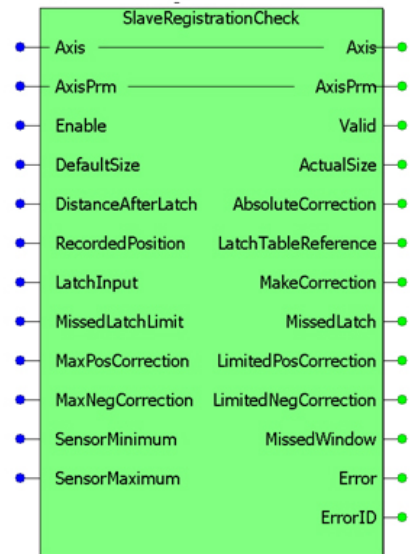 SlaveRegistrationCheck
Axis Axis
AxisPrm AxisPrm
Enable Valid
DefaultSize ActualSize
DistanceAfterLatch AbsoluteCorrection
RecordedPosition LatchTableReference
LatchInput MakeCorrection
MissedLatchLimit MissedLatch
MaxPosCorrection LimitedPosCorrection
MaxNegCorrection LimitedNegCorrection
SensorMinimum MissedWindow
SensorMaximum Error
ErrorID